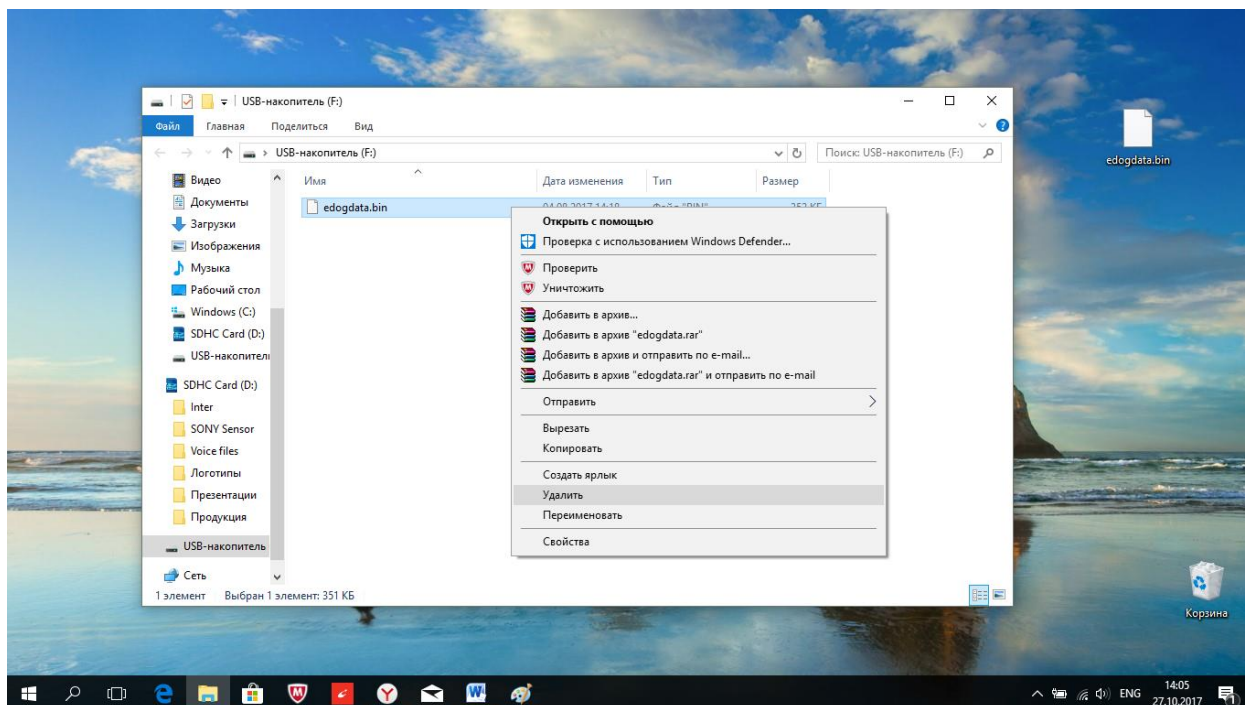 USB-накопитель (F:)
Файл Главная Поделиться Вид
USB-накопитель (F:) Поиск: USB-накопитель (F:)
Видео
Документы
Загрузки
Изображения
Музыка
Рабочий стол
Windows (C:)
SDHC Card (D:)
USB-накопитель
SDHC Card (D:)
Inter
SONY Sensor
Voice files
Логотипы
Презентации
Продукция
USB-накопитель
Сеть
Имя Дата изменения Тип Размер
edogdata.bin
Открыть с помощью
Проверка с использованием Windows Defender...
Проверить
Уничтожить
Добавить в архив...
Добавить в архив "edogdata.rar"
Добавить в архив и отправить по e-mail...
Добавить в архив "edogdata.rar" и отправить по e-mail
Отправить
Вырезать
Копировать
Создать ярлык
Удалить
Переименовать
Свойства
1 элемент Выбран 1 элемент: 351 КБ
edogdata.bin
Корзина
ENG
14:05
27.10.2017